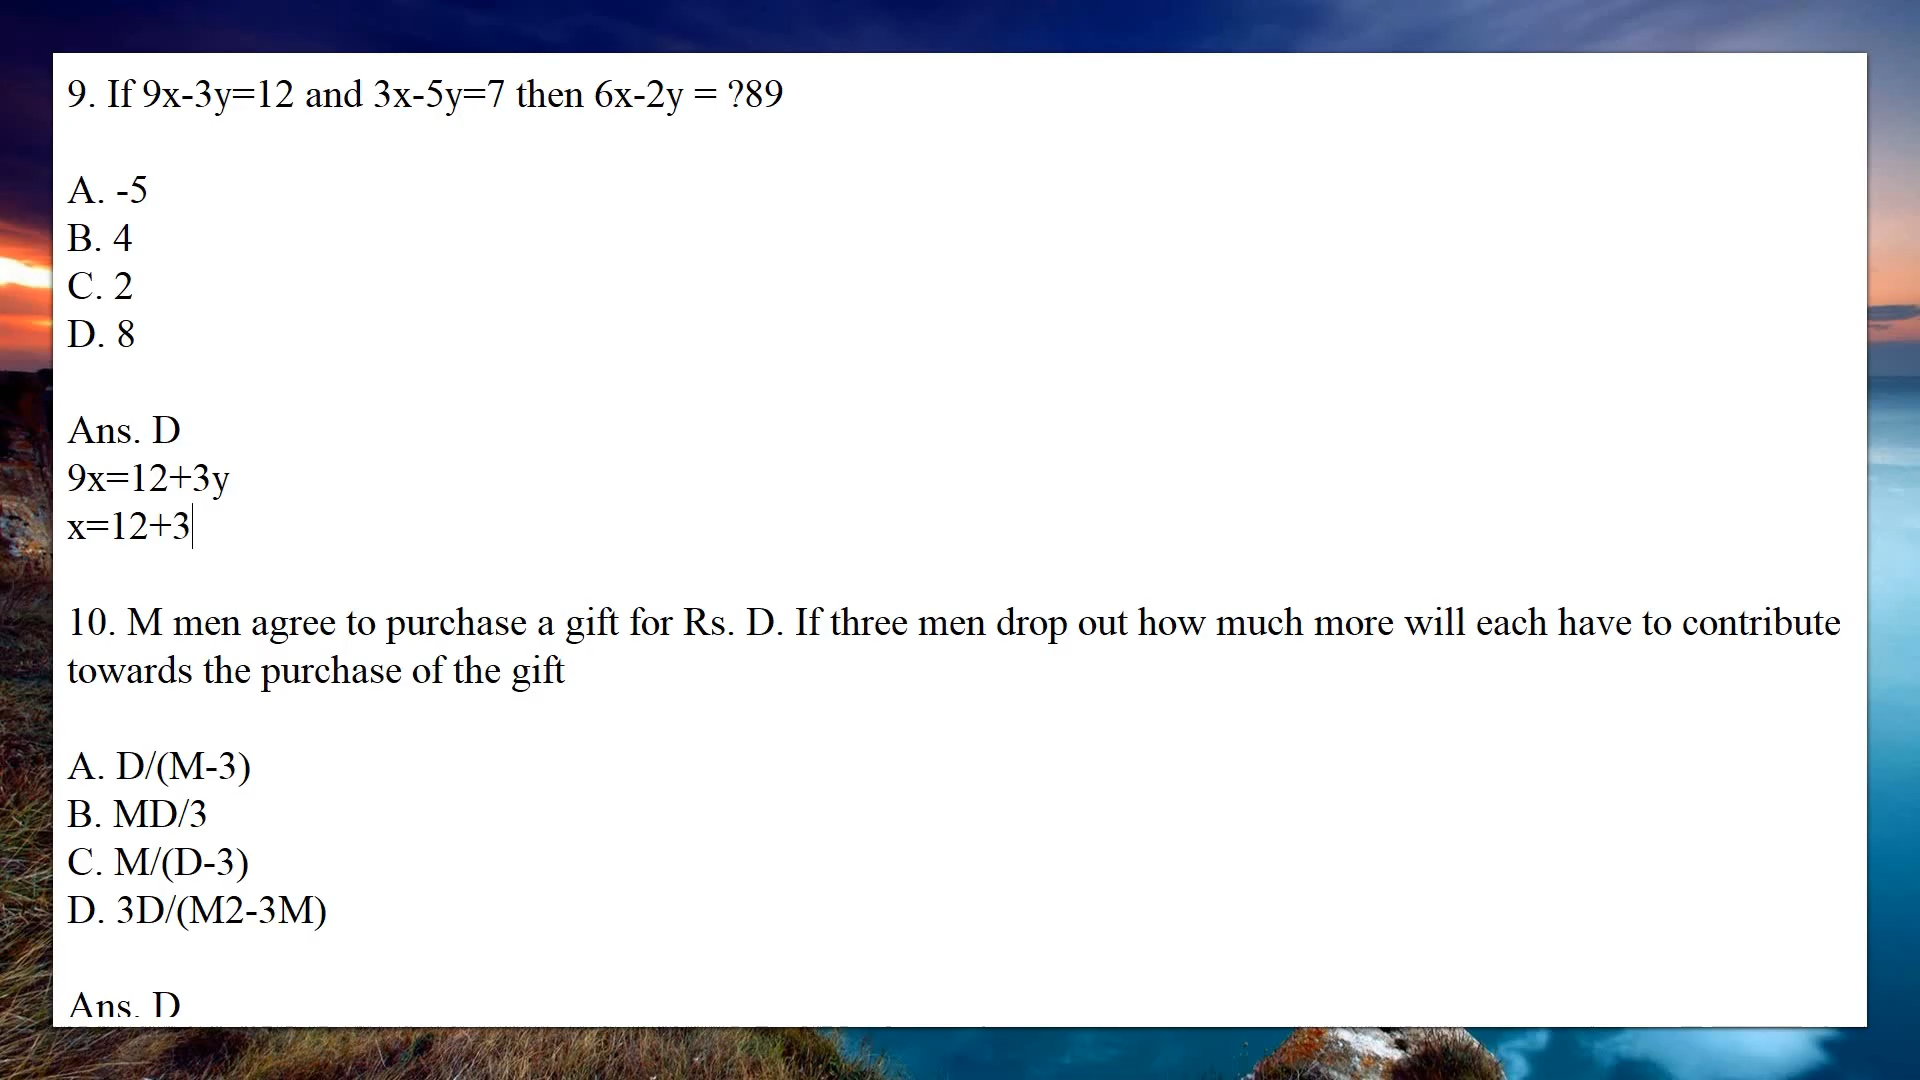 9. If 9x-3y=12 and 3x-5y=7 then 6x-2y = ?89
A. -5
B. 4
C. 2
D. 8
Ans. D
9x=12+3y
x=12+3
10. M men agree to purchase a gift for Rs. D. If three men drop out how much more will each have to contribute
towards the purchase of the gift
A. D/(M-3)
B. MD/3
C. M/(D-3)
D. 3D/(M2-3M)
Ans. D